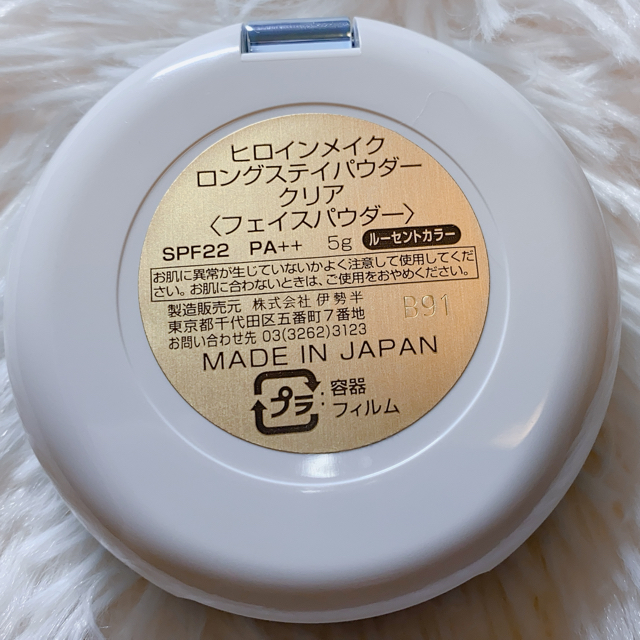 ヒロインメイク
ロングステイパウダー
クリア
〈フェイスパウダー〉
SPF22 PA++ 5g ルーセントカラー
お肌に異常が生じていないかよく注意して使用してくだ
さい。お肌に合わないときは、ご使用をおやめください。
製造販売元 株式会社 伊勢半
東京都千代田区五番町7番地
お問い合わせ先 03(3262)3123
B91
MADE IN JAPAN
プラ :容器
フィルム